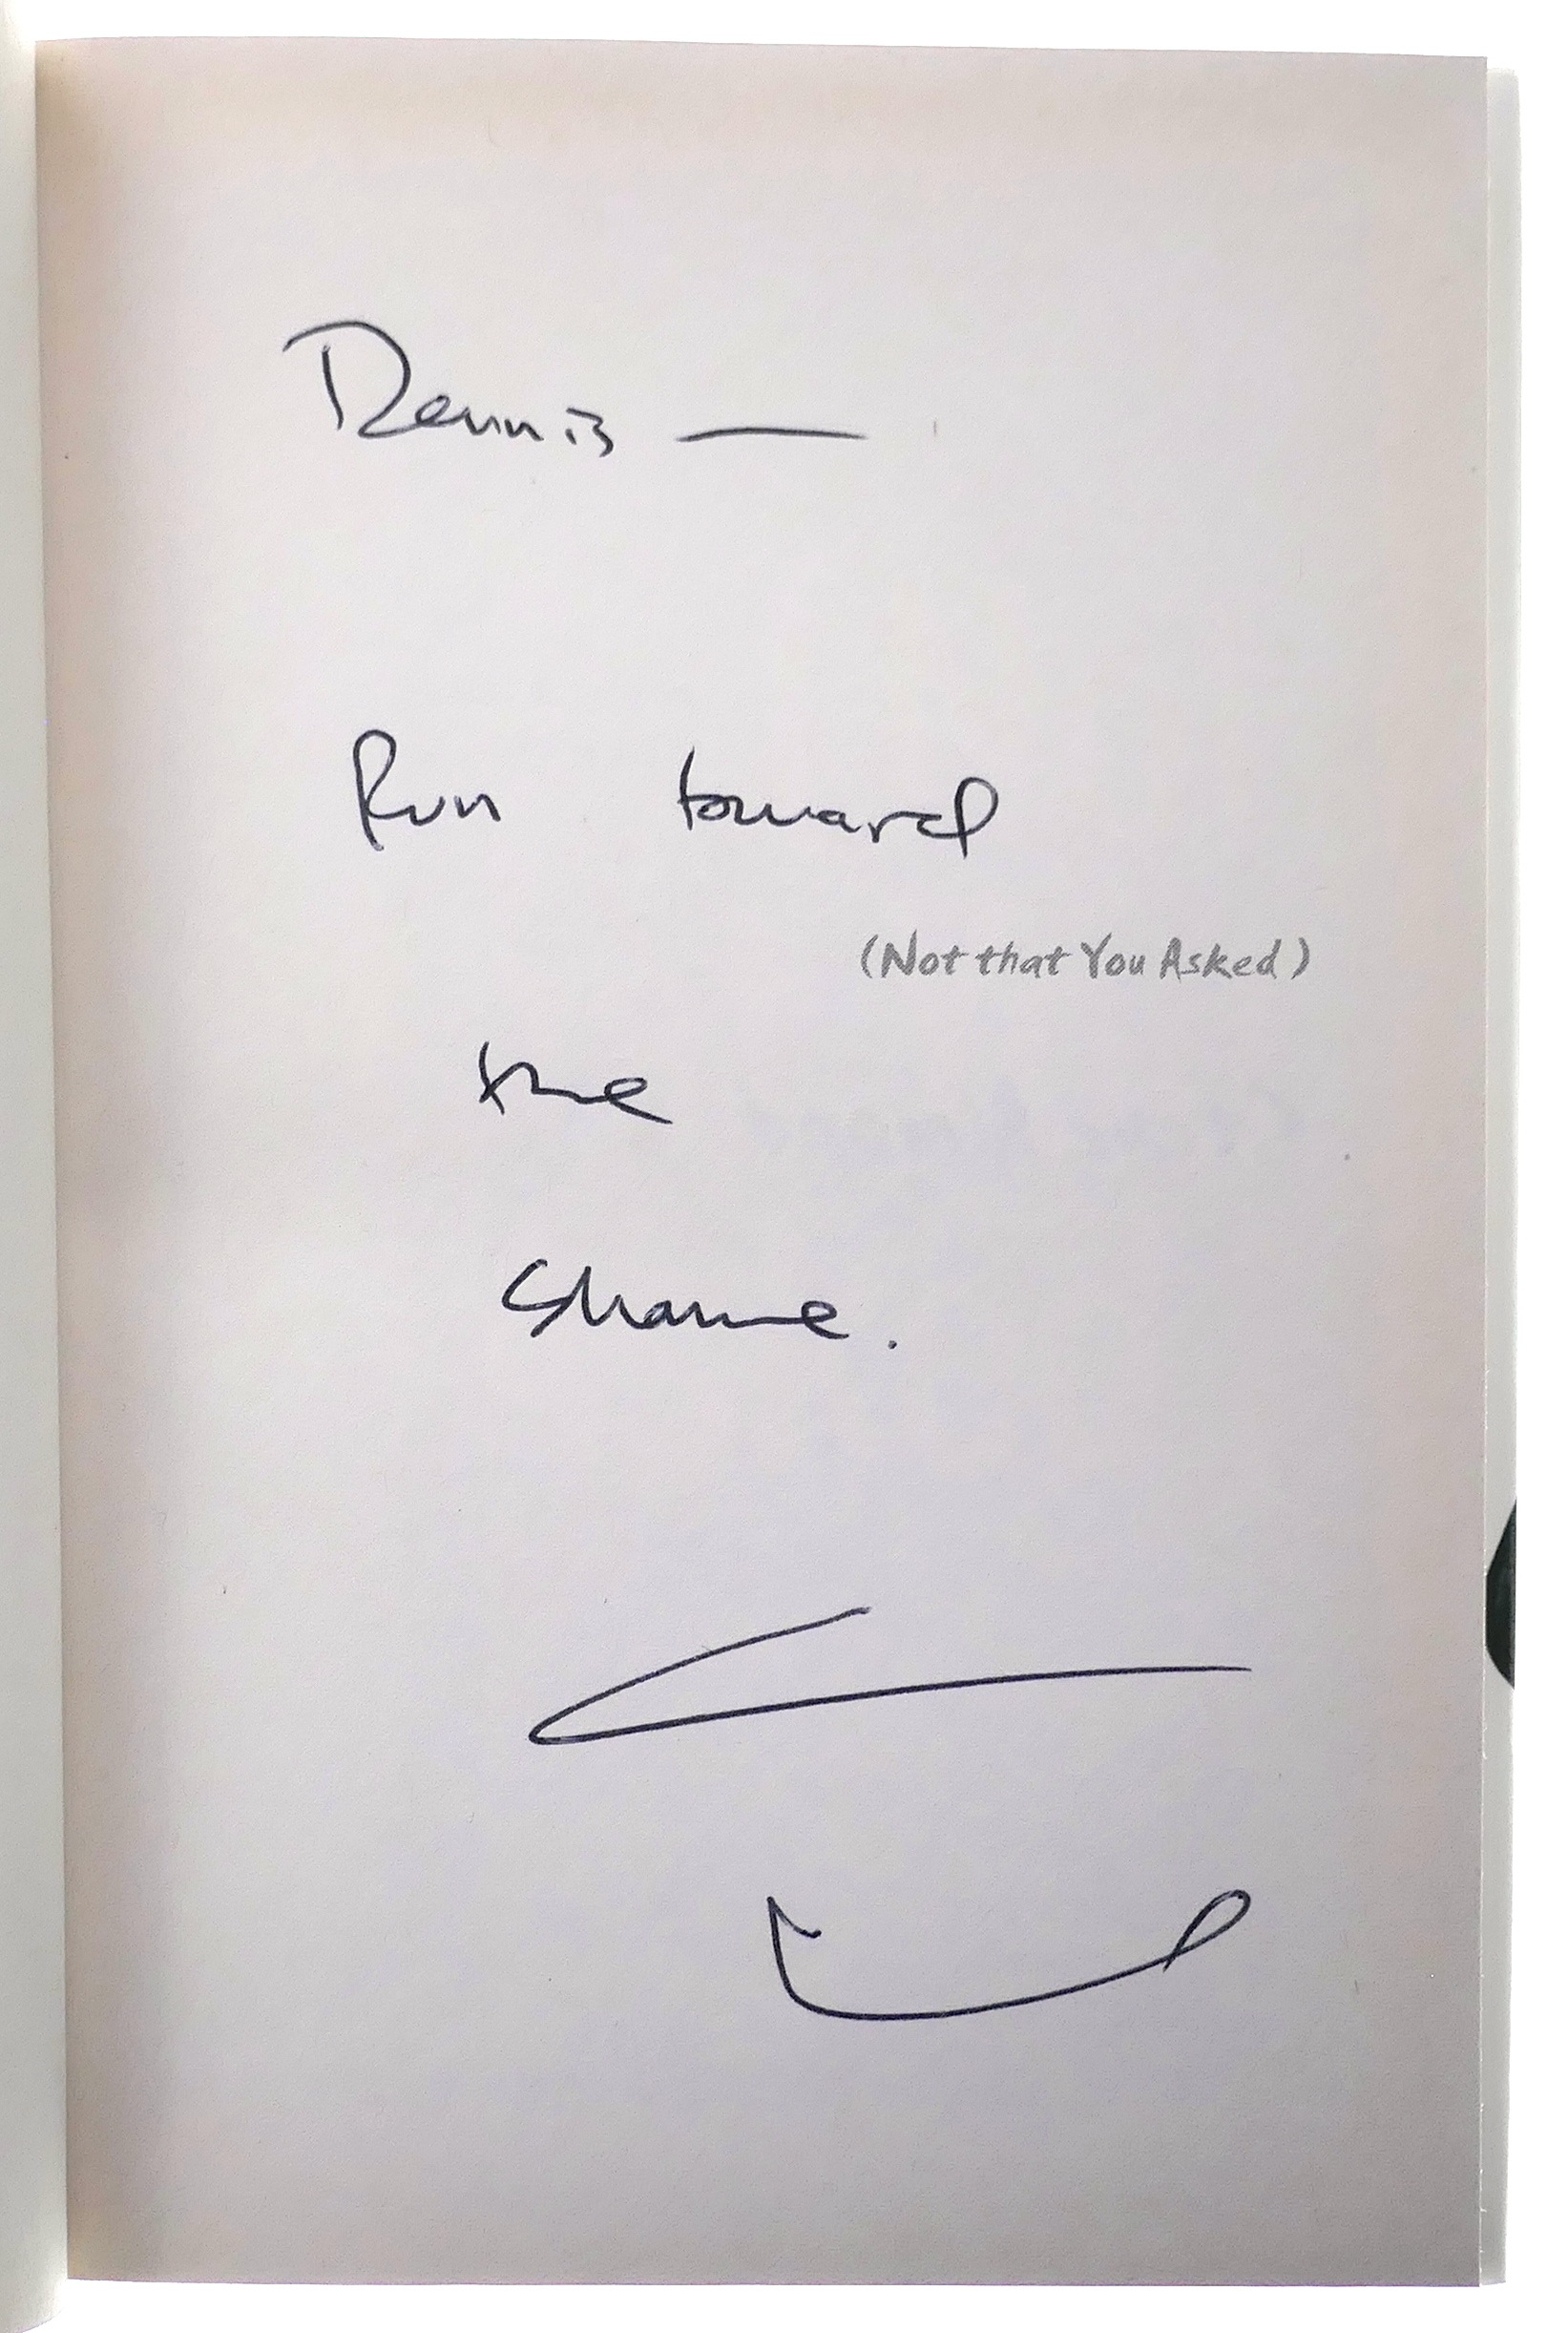 Dennis —
Run toward
(Not that You Asked)
the
Shame.